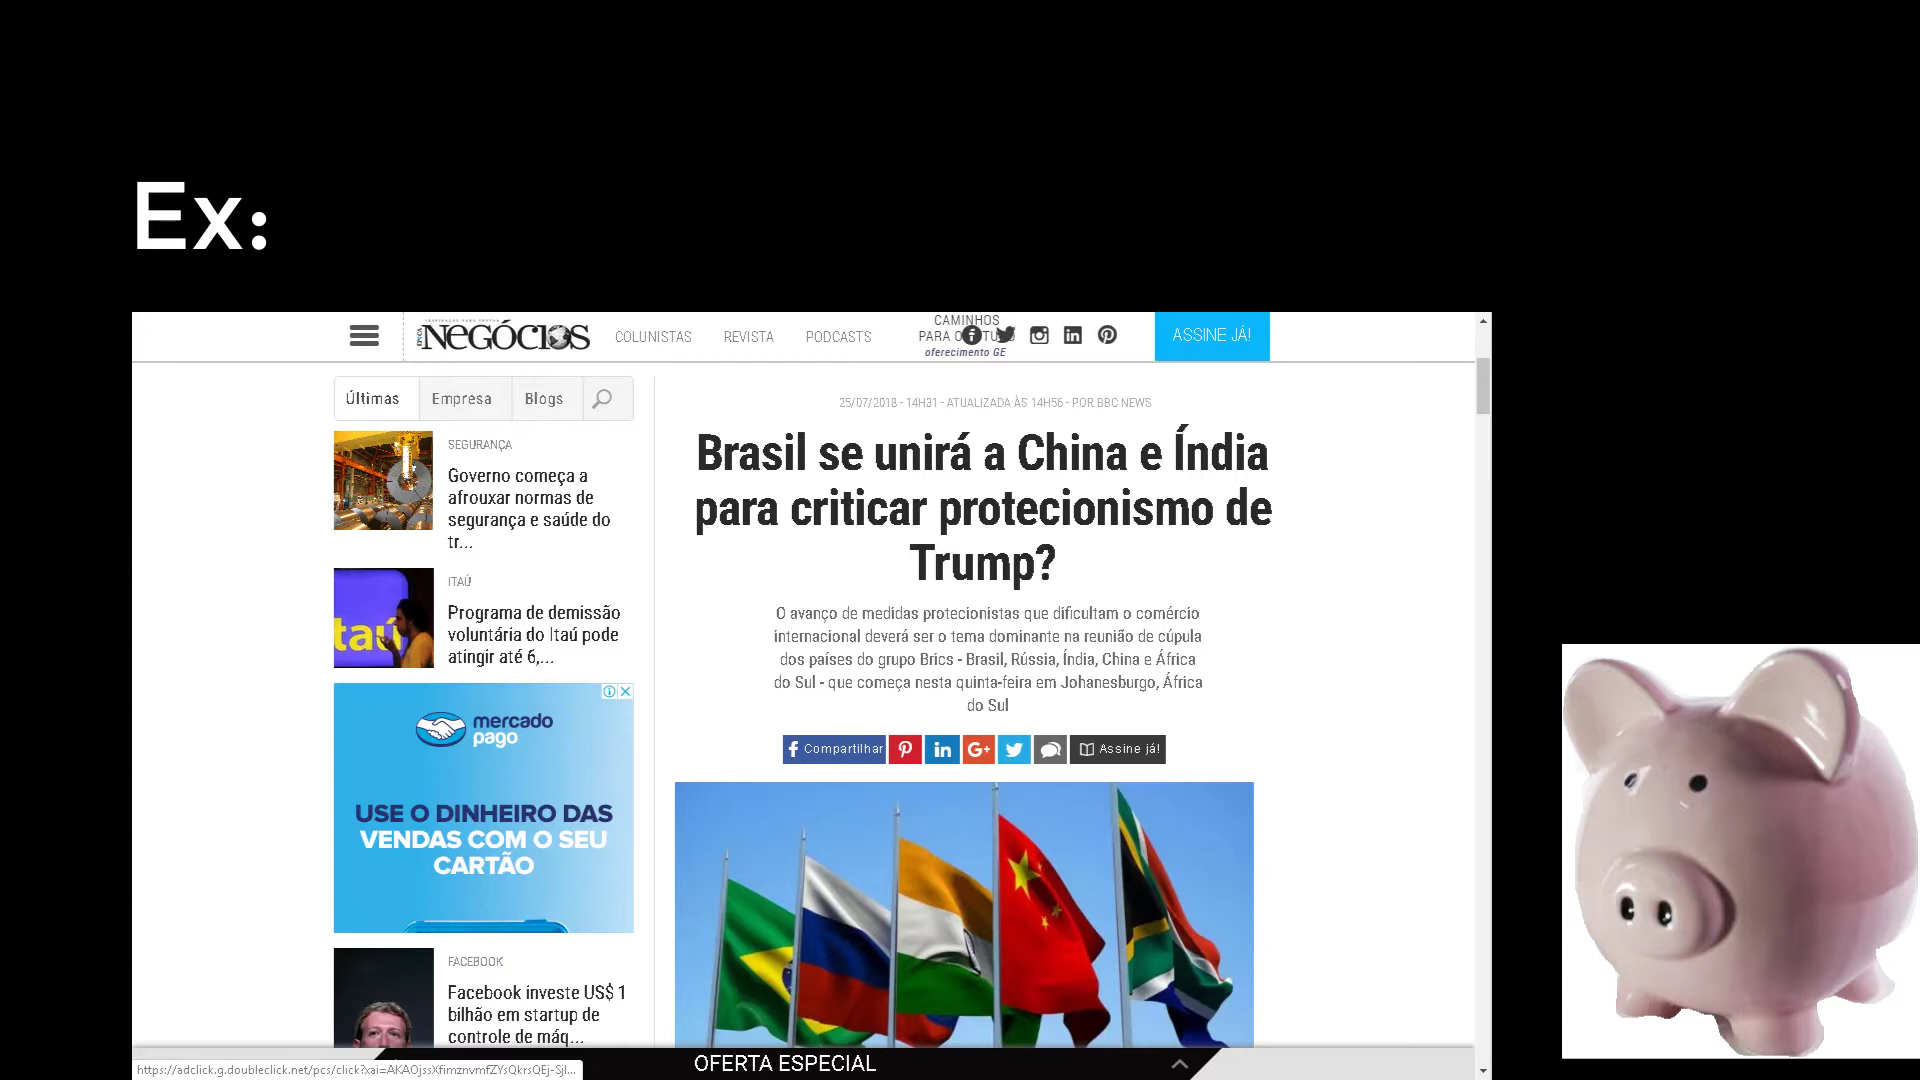 Ex:
NEGÓCIOS
COLUNISTAS
REVISTA
PODCASTS
CAMINHOS
oferecimento GE
ASSINE JÁ!
Últimas
Empresa
Blogs
SEGURANÇA
Governo começa a
afrouxar normas de
segurança e saúde do
tr...
ITAÚ
Programa de demissão
voluntária do Itaú pode
atingir até 6,...
mercado
pago
USE O DINHEIRO DAS
VENDAS COM O SEU
CARTÃO
FACEBOOK
Facebook investe US$ 1
bilhão em startup de
controle de máq...
25/07/2018 - 14H31 - ATUALIZADA ÀS 14H56 - POR BBC NEWS
Brasil se unirá a China e Índia
para criticar protecionismo de
Trump?
O avanço de medidas protecionistas que dificultam o comércio
internacional deverá ser o tema dominante na reunião de cúpula
dos países do grupo Brics - Brasil, Rússia, Índia, China e África
do Sul - que começa nesta quinta-feira em Johanesburgo, África
do Sul
Compartilhar
Assine já!
OFERTA ESPECIAL